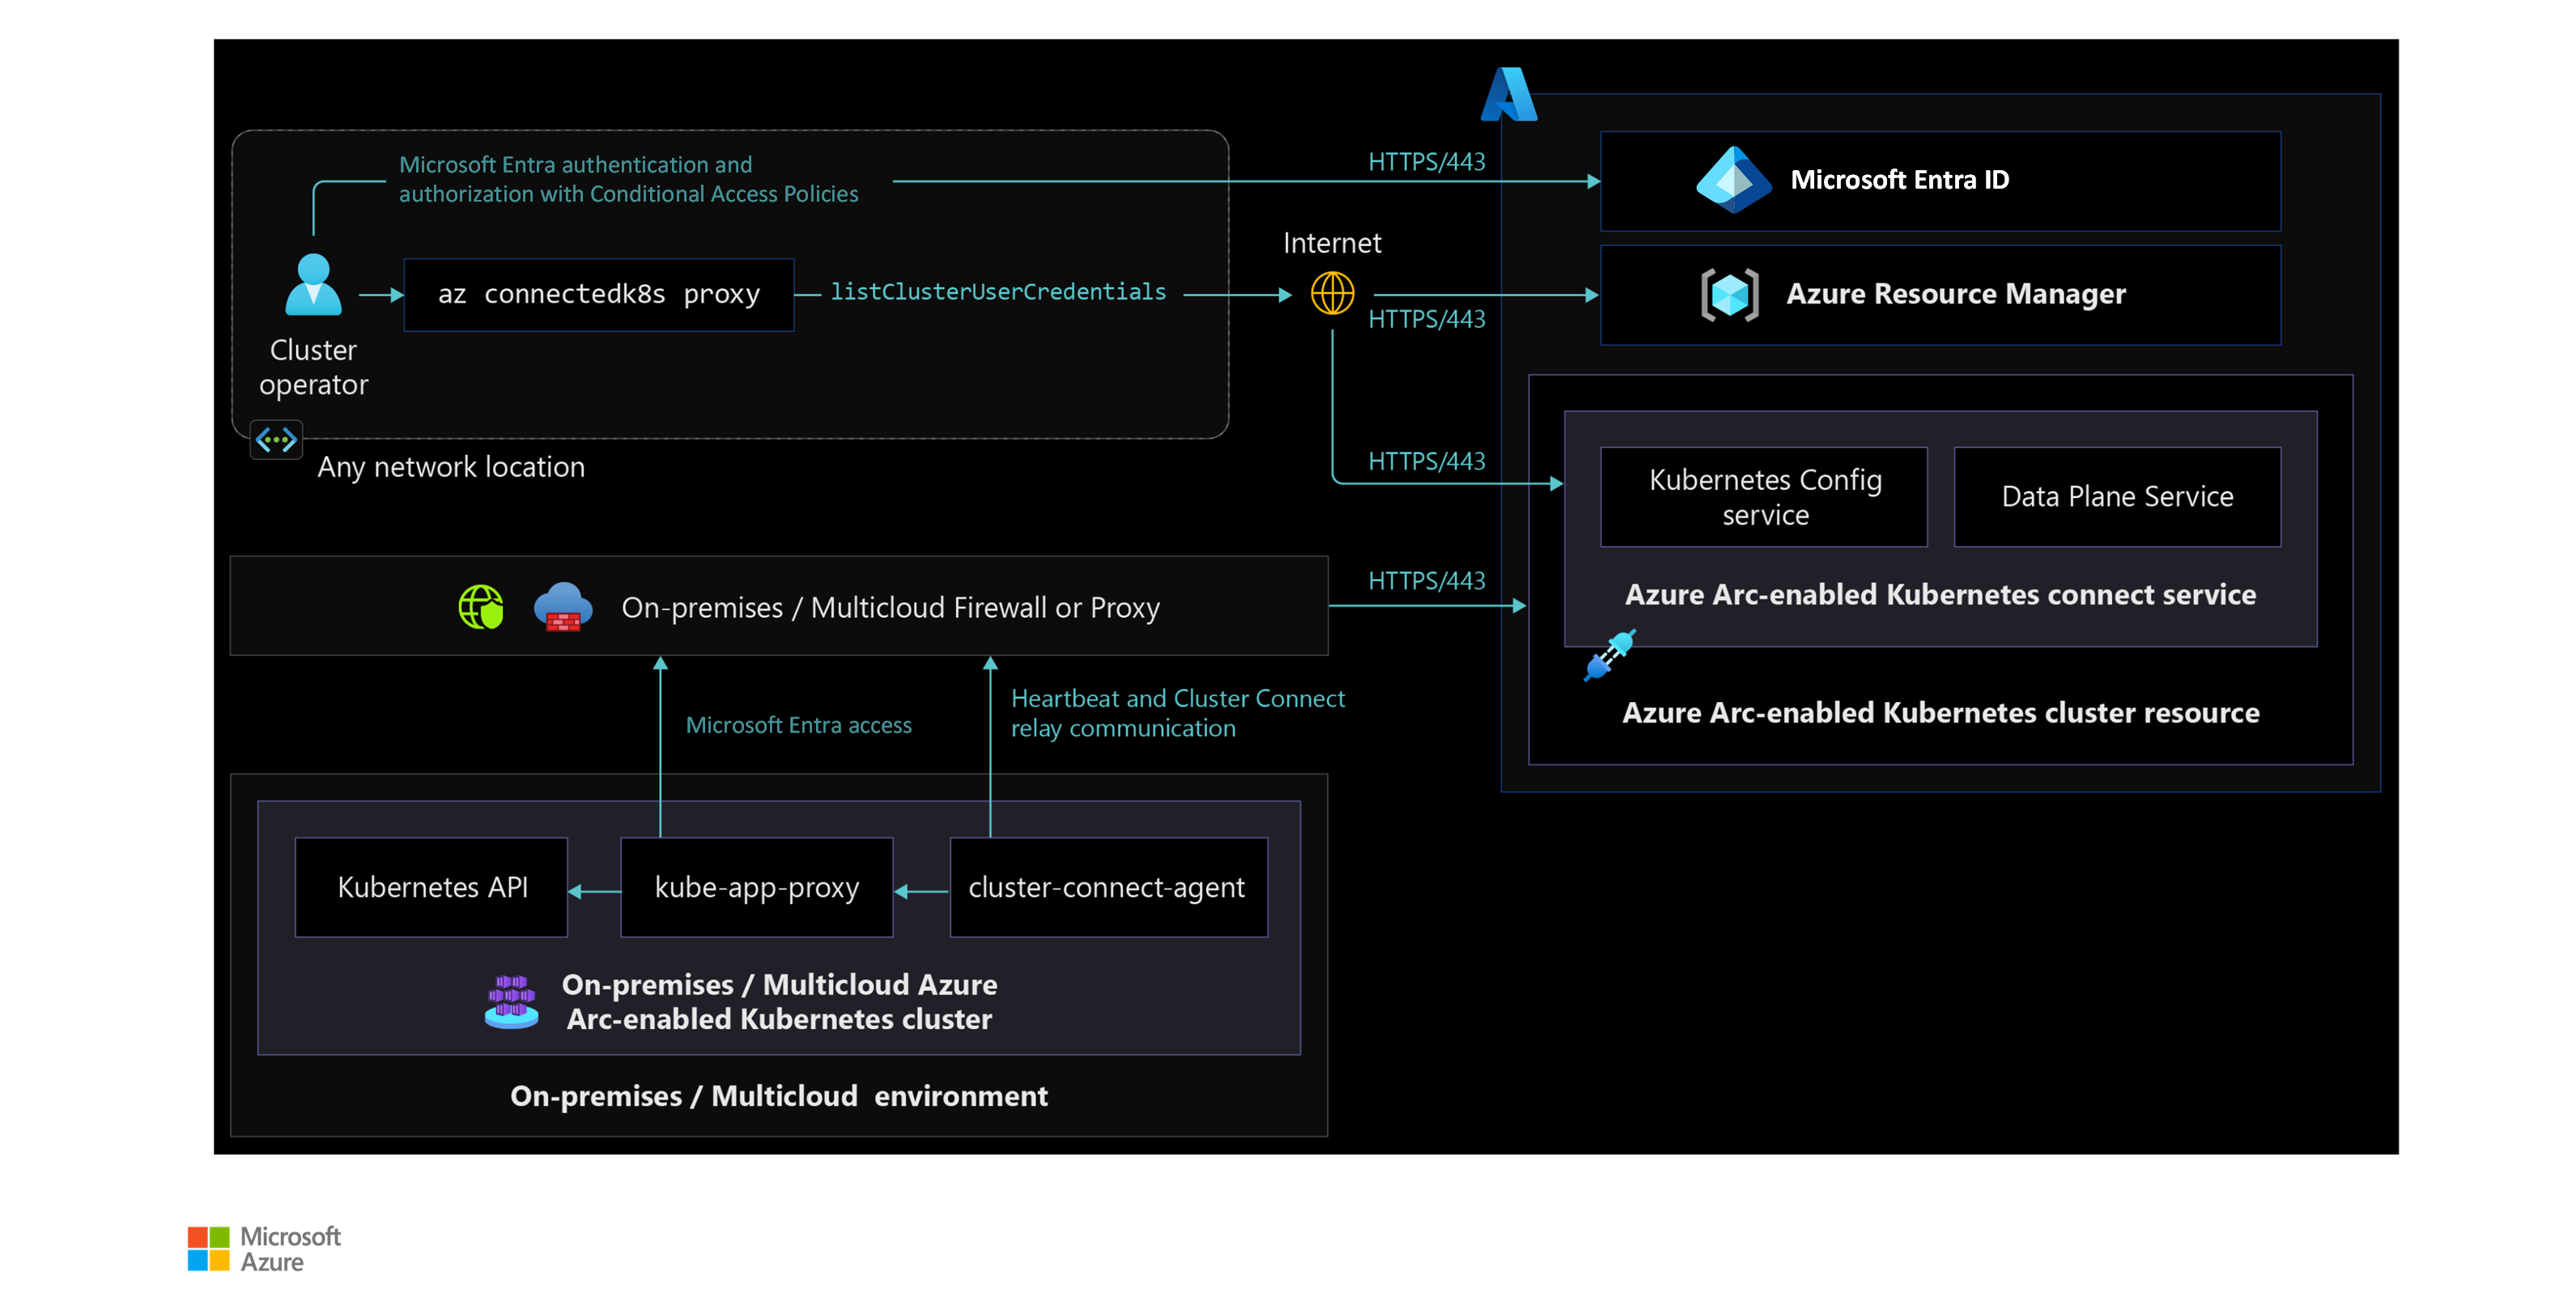 Microsoft Entra authentication and
authorization with Conditional Access Policies
HTTPS/443
Microsoft Entra ID
Internet
az connectedk8s proxy
listClusterUserCredentials
HTTPS/443
Azure Resource Manager
Cluster
operator
Any network location
HTTPS/443
Kubernetes Config
service
Data Plane Service
Azure Arc-enabled Kubernetes connect service
HTTPS/443
On-premises / Multicloud Firewall or Proxy
Azure Arc-enabled Kubernetes cluster resource
Microsoft Entra access
Heartbeat and Cluster Connect
relay communication
Kubernetes API
kube-app-proxy
cluster-connect-agent
On-premises / Multicloud Azure
Arc-enabled Kubernetes cluster
On-premises / Multicloud environment
Microsoft
Azure